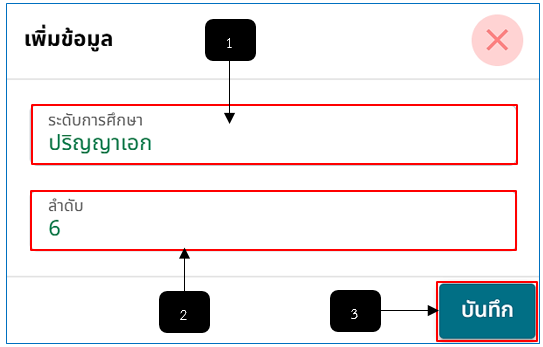 เพิ่มข้อมูล
1
ระดับการศึกษา
ปริญญาเอก
ลำดับ
6
2
3
บันทึก